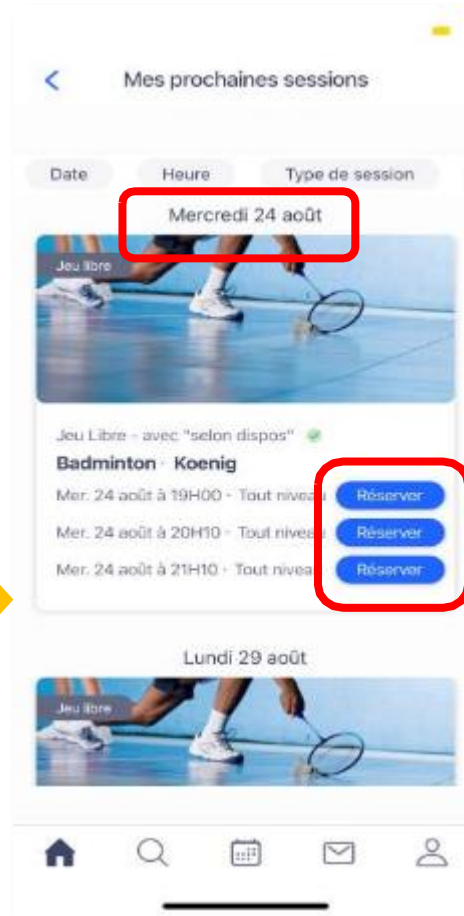 Mes prochaines sessions
Date Heure Type de session
Mercredi 24 août
Jeu libre
Jeu Libre - avec "selon dispos"
Badminton · Koenig
Mer. 24 août à 19H00 - Tout niveau Réserver
Mer. 24 août à 20H10 - Tout nivea Réserver
Mer. 24 août à 21H10 - Tout nivea Réserver
Lundi 29 août
Jeu libre